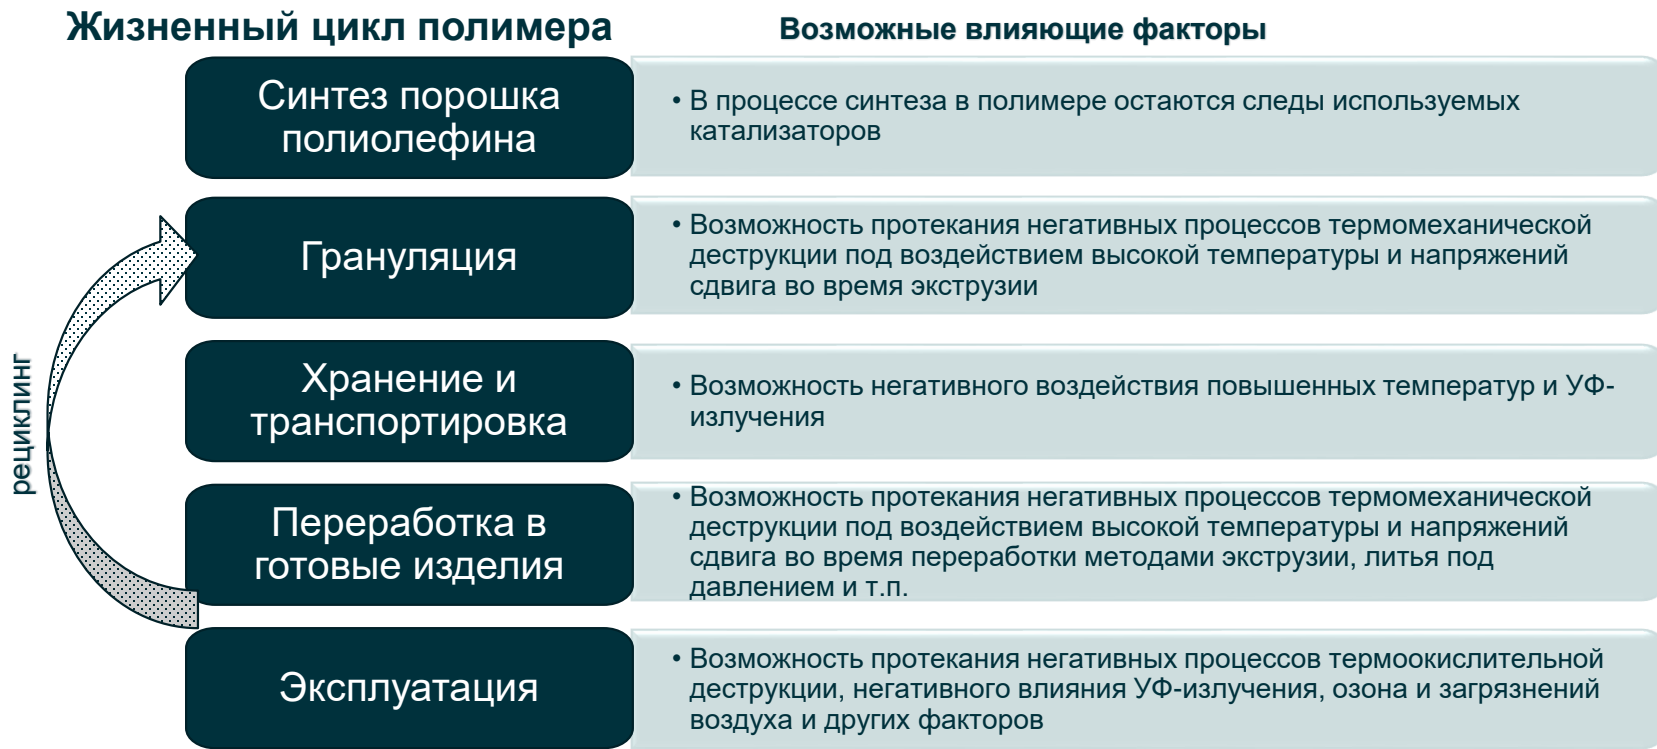 Жизненный цикл полимера
Возможные влияющие факторы
Синтез порошка
полиолефина
• В процессе синтеза в полимере остаются следы используемых
катализаторов
Грануляция
• Возможность протекания негативных процессов термомеханической
деструкции под воздействием высокой температуры и напряжений
сдвига во время экструзии
рециклинг
Хранение и
транспортировка
• Возможность негативного воздействия повышенных температур и УФ-
излучения
Переработка в
готовые изделия
• Возможность протекания негативных процессов термомеханической
деструкции под воздействием высокой температуры и напряжений
сдвига во время переработки методами экструзии, литья под
давлением и т.п.
Эксплуатация
• Возможность протекания негативных процессов термоокислительной
деструкции, негативного влияния УФ-излучения, озона и загрязнений
воздуха и других факторов